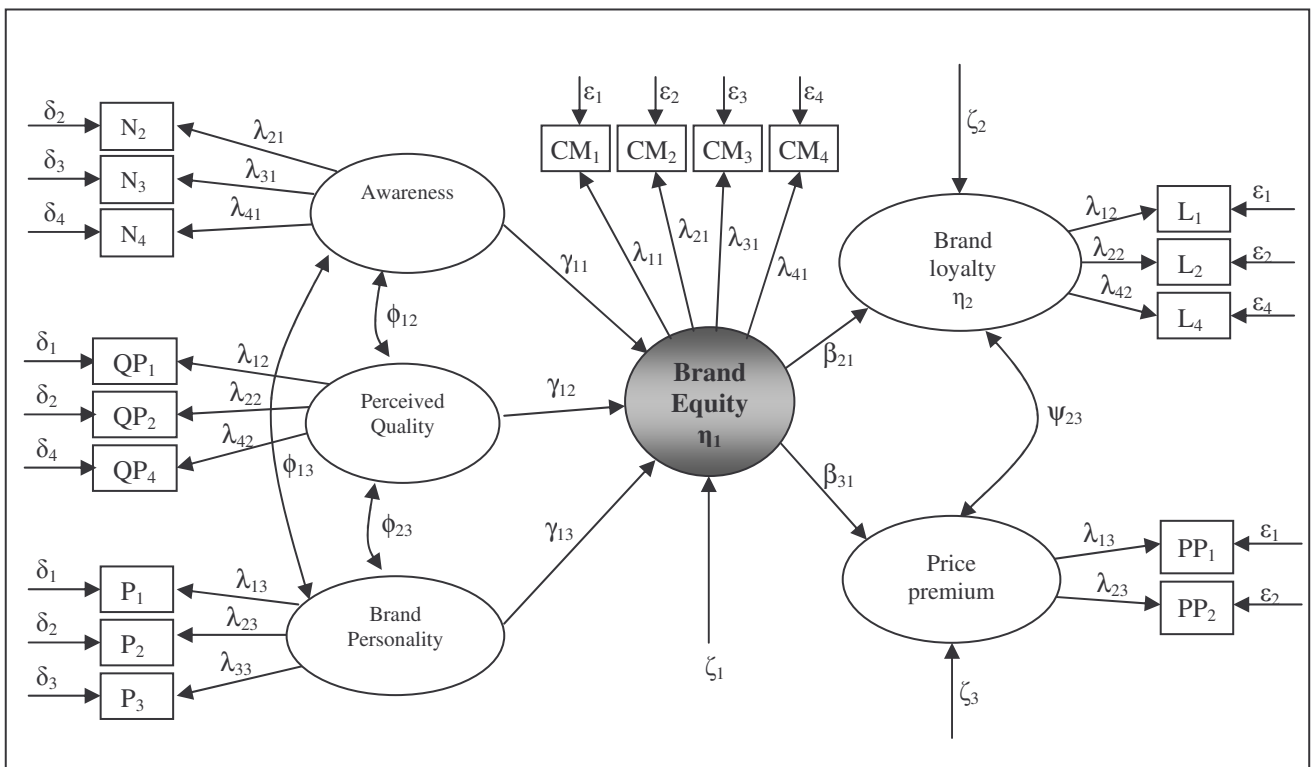 δ₂
N₂
λ₂₁
δ₃
N₃
λ₃₁
δ₄
N₄
λ₄₁
Awareness
ε₁
ε₂
ε₃
ε₄
CM₁
CM₂
CM₃
CM₄
λ₁₁
λ₂₁
λ₃₁
λ₄₁
γ₁₁
ϕ₁₂
δ₁
QP₁
λ₁₂
δ₂
QP₂
λ₂₂
δ₄
QP₄
λ₄₂
Perceived
Quality
γ₁₂
ϕ₁₃
ϕ₂₃
δ₁
P₁
λ₁₃
δ₂
P₂
λ₂₃
δ₃
P₃
λ₃₃
Brand
Personality
γ₁₃
Brand
Equity
η₁
ζ₁
β₂₁
β₃₁
ζ₂
Brand
loyalty
η₂
λ₁₂
L₁
ε₁
λ₂₂
L₂
ε₂
λ₄₂
L₄
ε₄
ψ₂₃
Price
premium
λ₁₃
PP₁
ε₁
λ₂₃
PP₂
ε₂
ζ₃